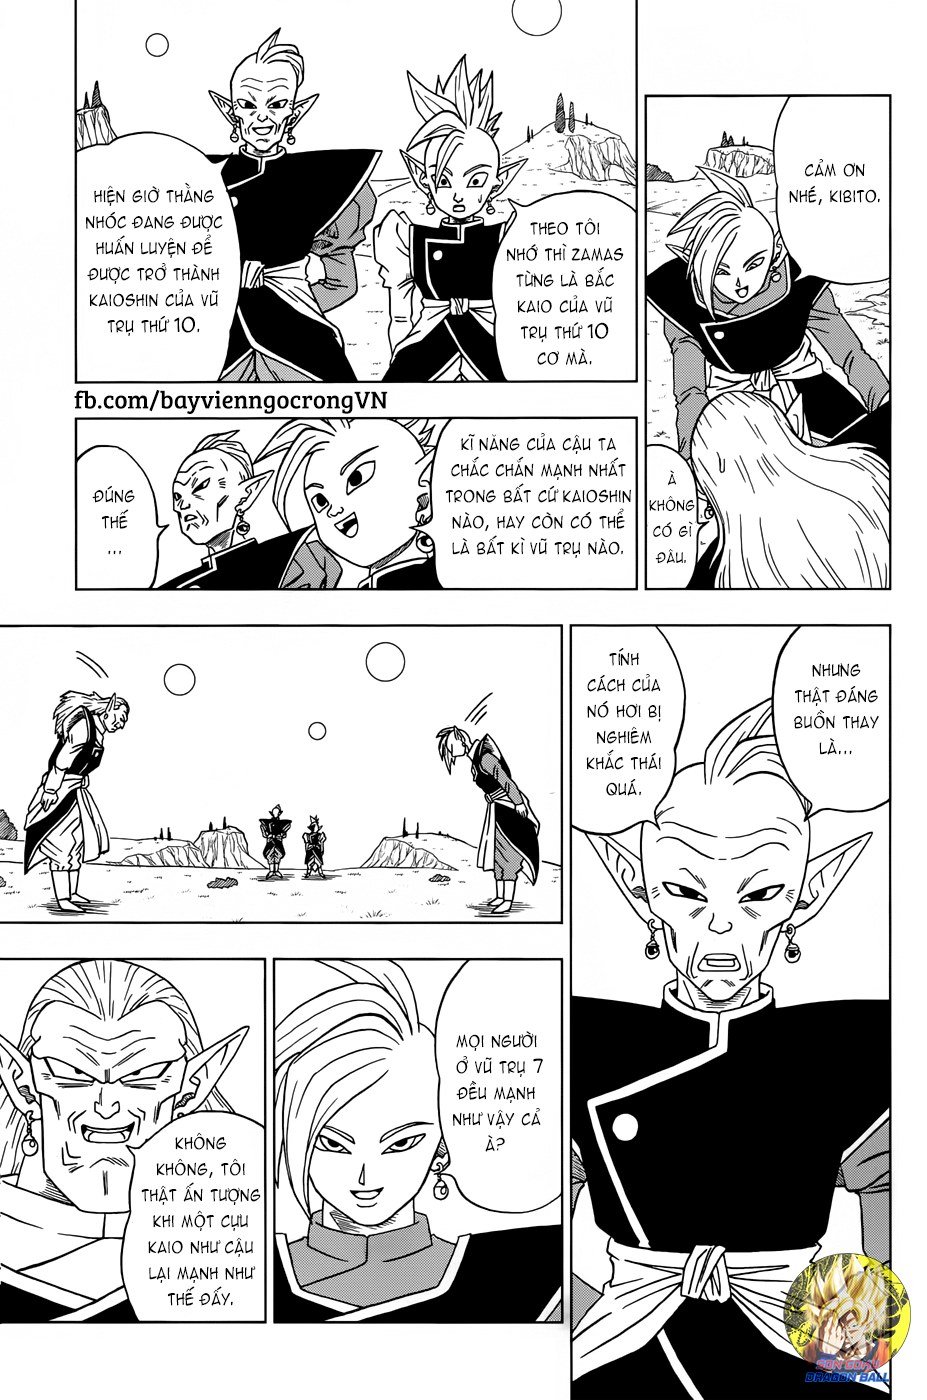 CẢM ƠN
NHÉ, KIBITO.
À
KHÔNG
CÓ GÌ
ĐÂU.
THEO TÔI
NHỚ THÌ ZAMAS
TỪNG LÀ BẮC
KAIO CỦA VŨ
TRỤ THỨ 10
CƠ MÀ.
HIỆN GIỜ THẰNG
NHỐC ĐANG ĐƯỢC
HUẤN LUYỆN ĐỂ
ĐƯỢC TRỞ THÀNH
KAIOSHIN CỦA VŨ
TRỤ THỨ 10.
fb.com/bayvienngocrongVN
KĨ NĂNG CỦA CẬU TA
CHẮC CHẮN MẠNH NHẤT
TRONG BẤT CỨ KAIOSHIN
NÀO, HAY CÒN CÓ THỂ
LÀ BẤT KÌ VŨ TRỤ NÀO.
ĐÚNG
THẾ
...
NHƯNG
THẬT ĐÁNG
BUỒN THAY
LÀ...
TÍNH
CÁCH CỦA
NÓ HƠI BỊ
NGHIÊM
KHẮC THÁI
QUÁ.
MỌI NGƯỜI
Ở VŨ TRỤ 7
ĐỀU MẠNH
NHƯ VẬY CẢ
À?
KHÔNG
KHÔNG, TÔI
THẬT ẤN TƯỢNG
KHI MỘT CỰU
KAIO NHƯ CẬU
LẠI MẠNH NHƯ
THẾ ĐẤY.
SON GOKU
DRAGON BALL